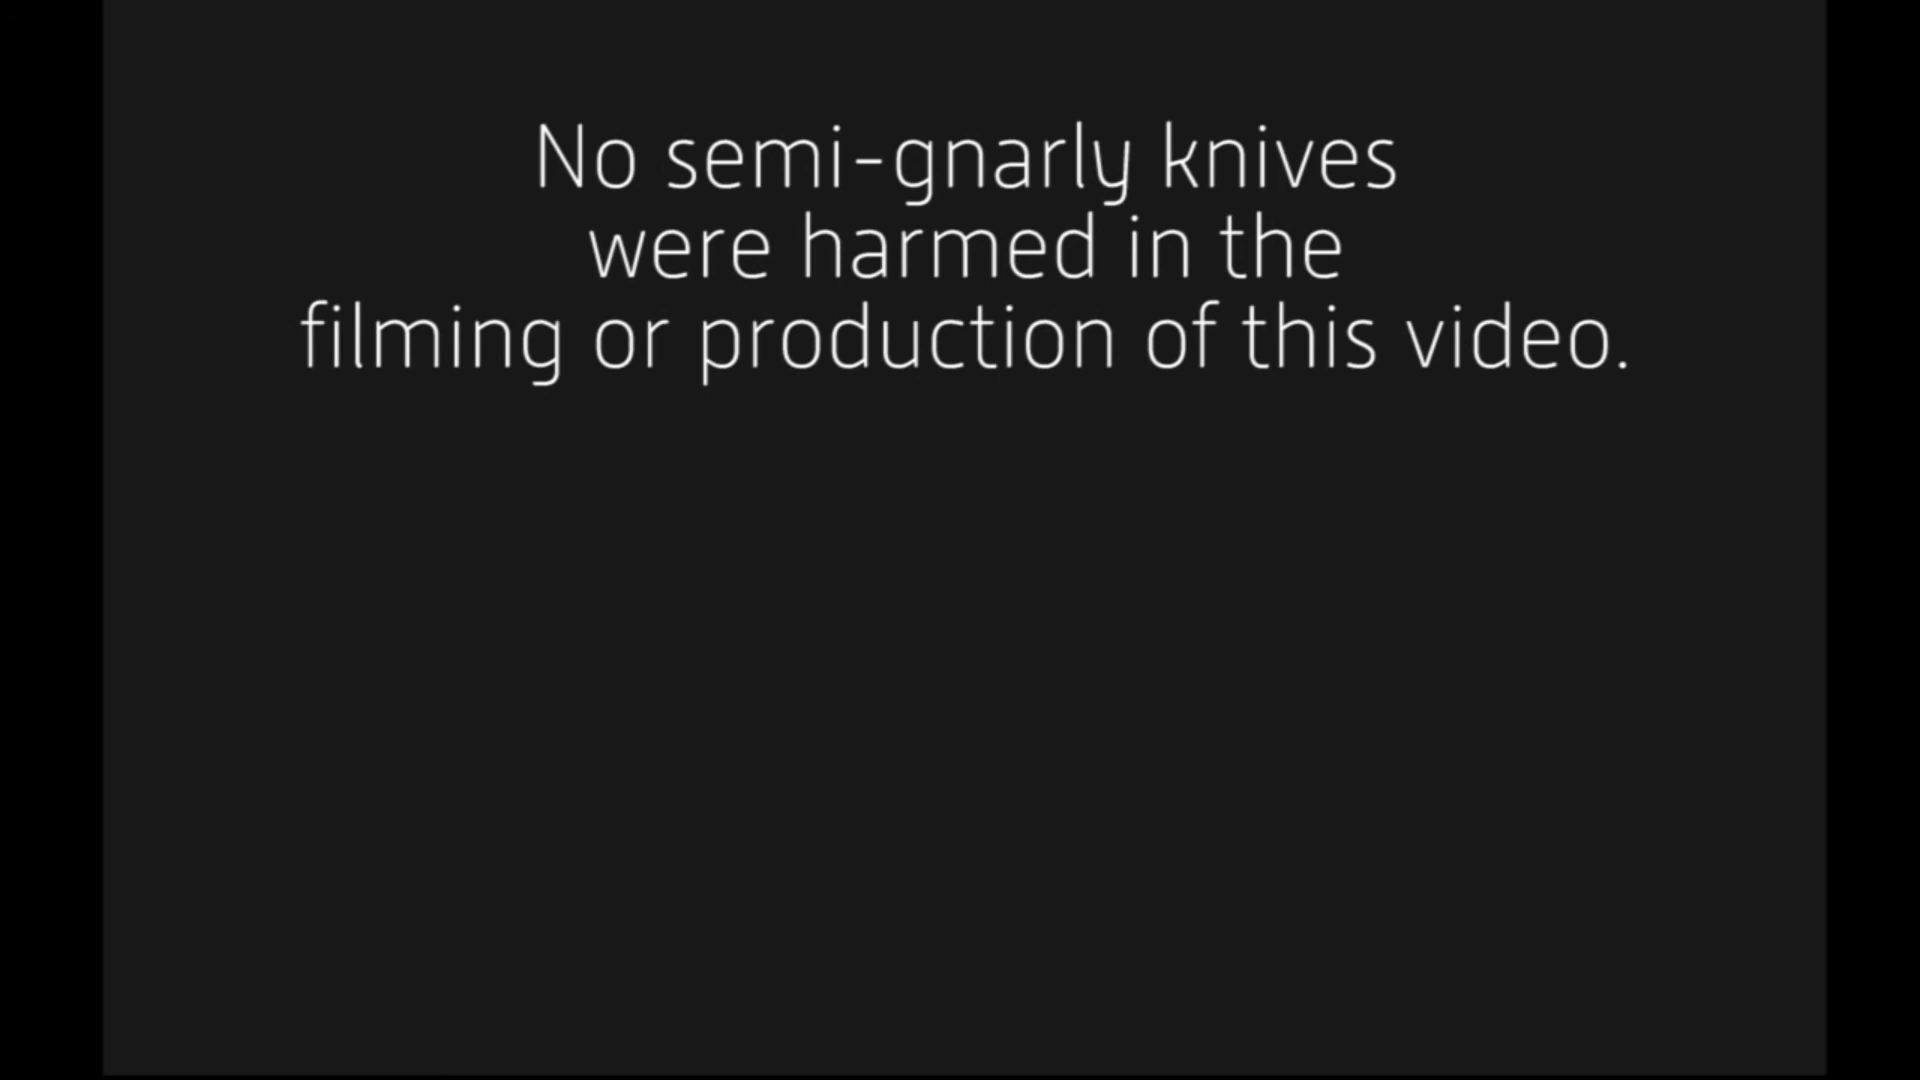 No semi-gnarly knives
were harmed in the
filming or production of this video.